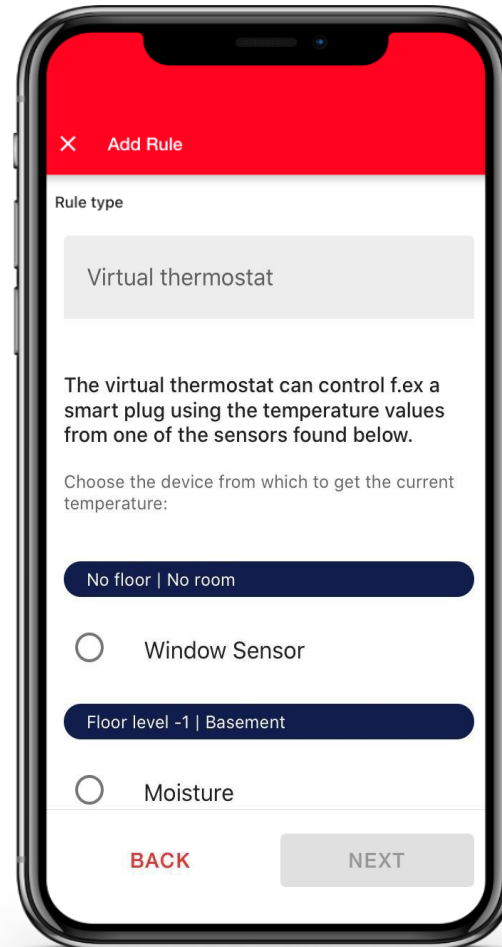 Add Rule
Rule type
Virtual thermostat
The virtual thermostat can control f.ex a
smart plug using the temperature values
from one of the sensors found below.
Choose the device from which to get the current
temperature:
No floor | No room
Window Sensor
Floor level -1 | Basement
Moisture
BACK
NEXT